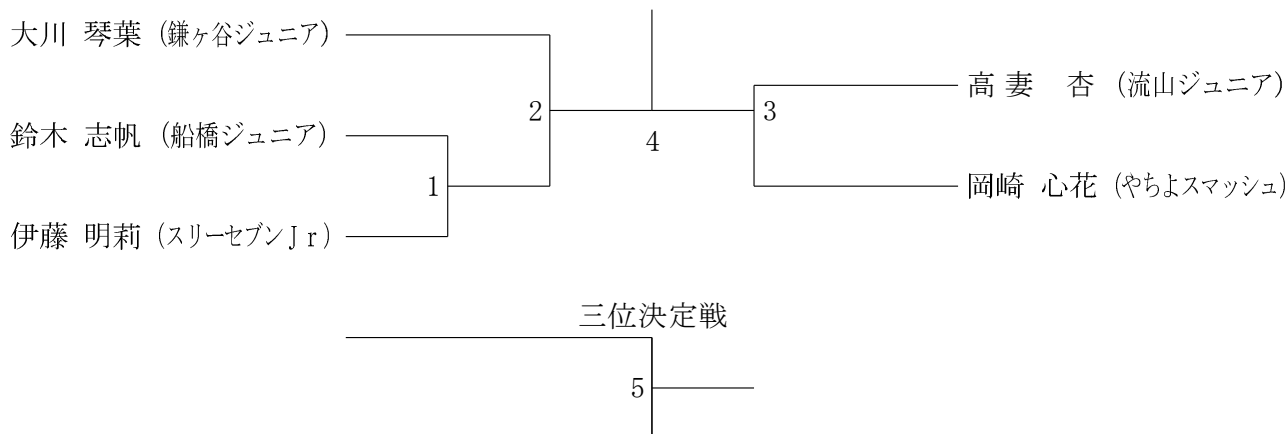 大川 琴葉 (鎌ヶ谷ジュニア)
高 妻 杏 (流山ジュニア)
2
3
鈴木 志帆 (船橋ジュニア)
4
1
岡崎 心花 (やちよスマッシュ)
伊藤 明莉 (スリーセブンJr)
三位決定戦
5